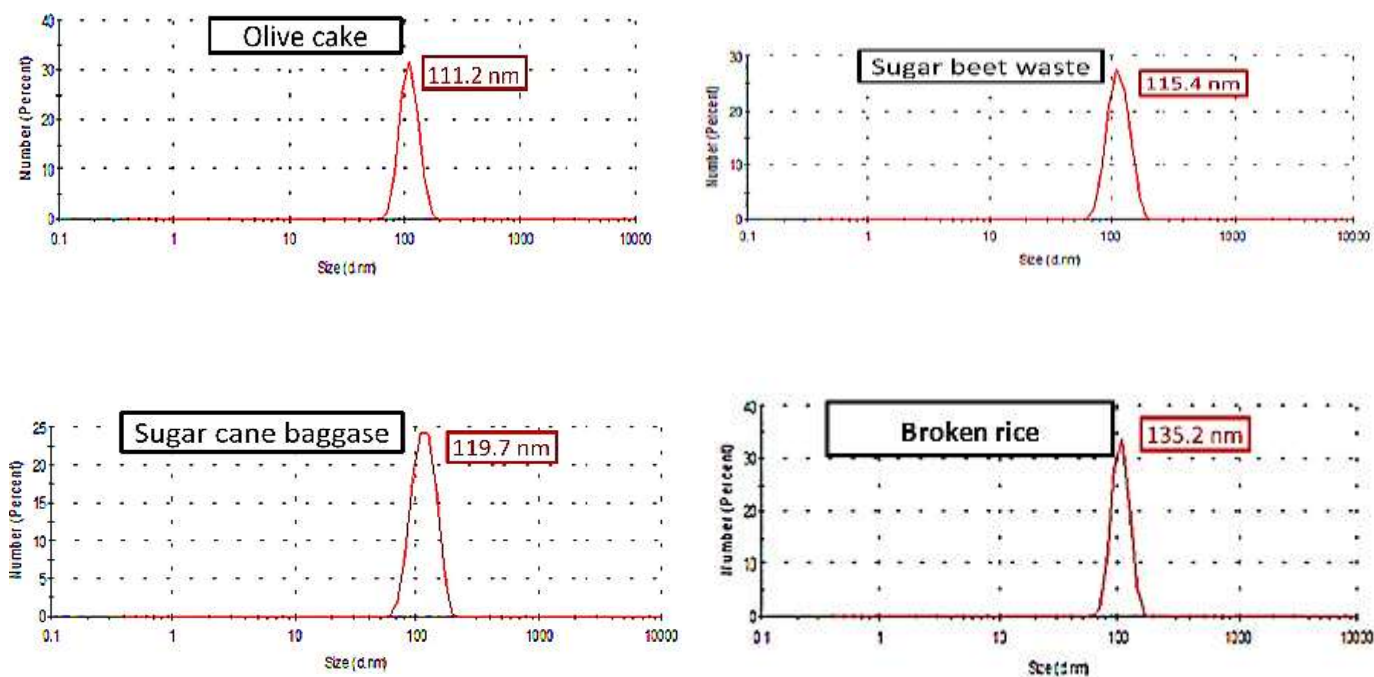 Olive cake
111.2 nm
Number (Percent)
40
30
20
10
0
0.1 1 10 100 1000 10000
Size (d.nm)
Sugar beet waste
115.4 nm
Number (Percent)
30
20
10
0
0.1 1 10 100 1000 10000
Size (d.nm)
Sugar cane baggase
119.7 nm
Number (Percent)
25
20
15
10
5
0
0.1 1 10 100 1000 10000
Size (d.nm)
Broken rice
135.2 nm
Number (Percent)
40
30
20
10
0
0.1 1 10 100 1000 10000
Size (d.nm)